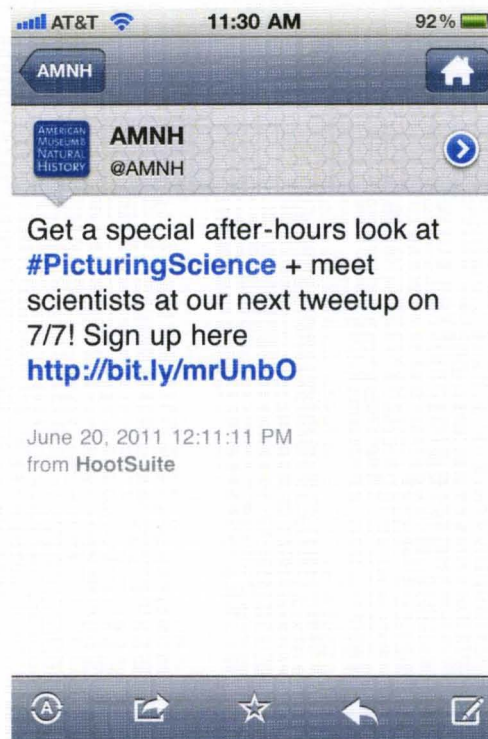 AT&T 11:30 AM 92%
AMNH
AMERICAN
MUSEUM &
NATURAL
HISTORY
AMNH
@AMNH
Get a special after-hours look at
#PicturingScience + meet
scientists at our next tweetup on
7/7! Sign up here
http://bit.ly/mrUnbO
June 20, 2011 12:11:11 PM
from HootSuite
A